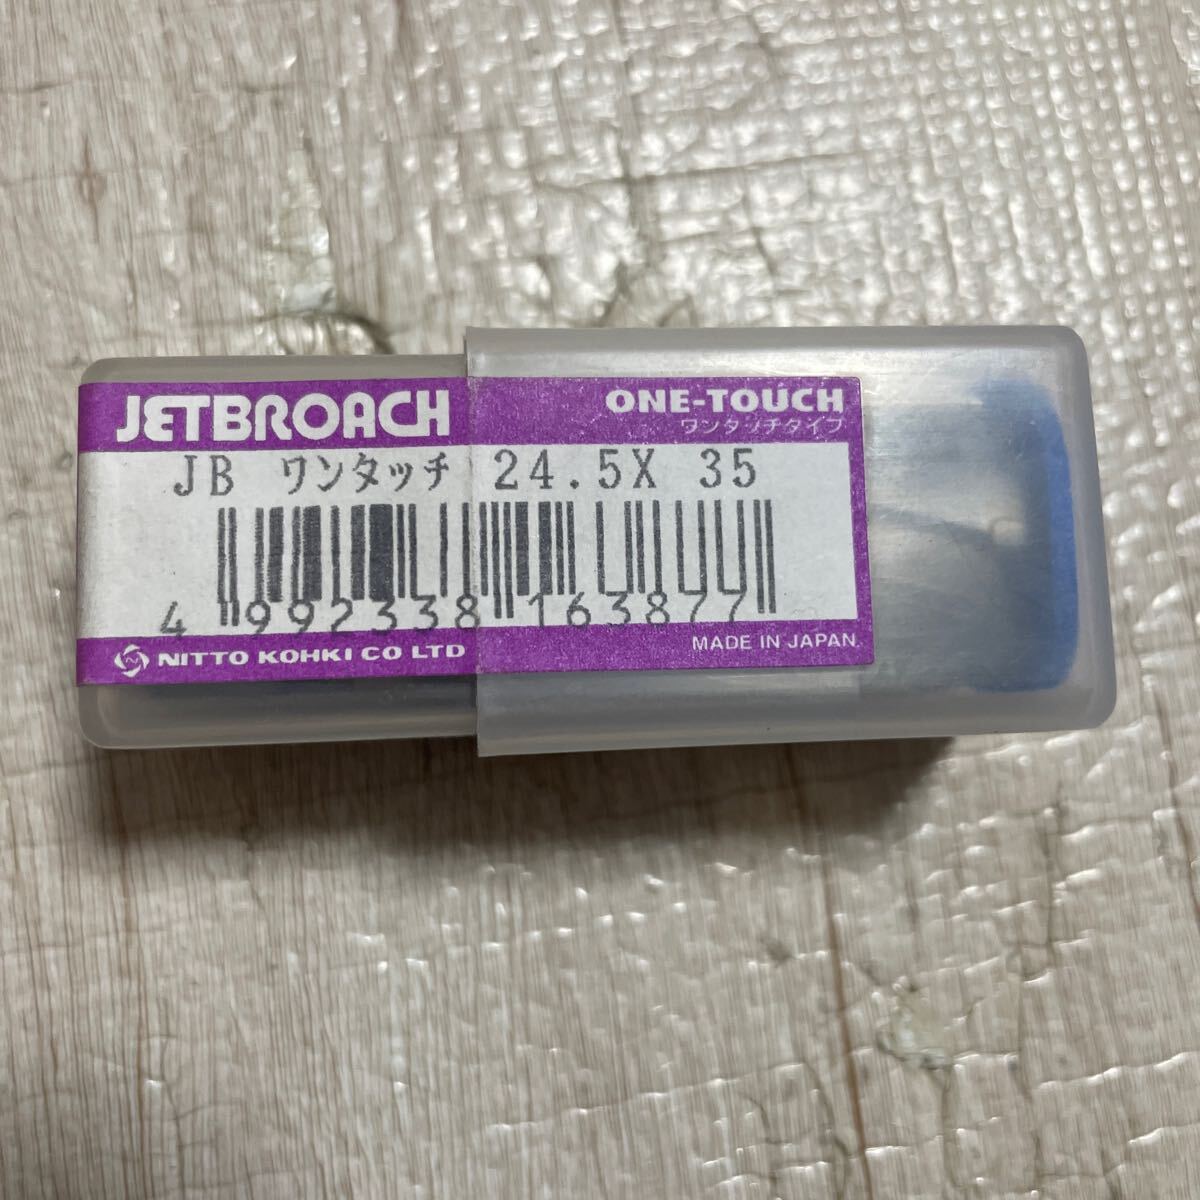 JETBROACH
ONE-TOUCH
ワンタッチタイプ
JB ワンタッチ 24.5X 35
4 992338 163877
NITTO KOHKI CO LTD
MADE IN JAPAN